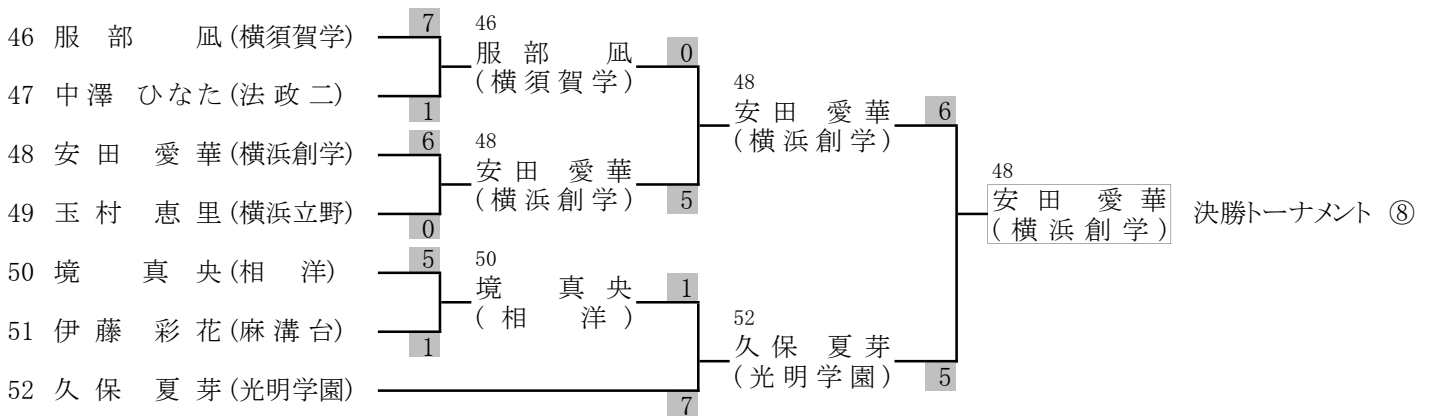 46 服 部 凪 (横須賀学) 7
47 中澤 ひなた (法政二) 1
48 安 田 愛 華 (横浜創学) 6
49 玉 村 恵 里 (横浜立野) 0
50 境 真 央 (相 洋) 5
51 伊 藤 彩 花 (麻溝台) 1
52 久 保 夏 芽 (光明学園) 7
46
服 部 凪 0
(横須賀学)
48
安 田 愛 華 5
(横浜創学)
50
境 真 央 1
(相 洋)
48
安 田 愛 華 6
(横浜創学)
52
久 保 夏 芽
(光明学園) 5
48
安 田 愛 華
(横浜創学)
決勝トーナメント ⑧